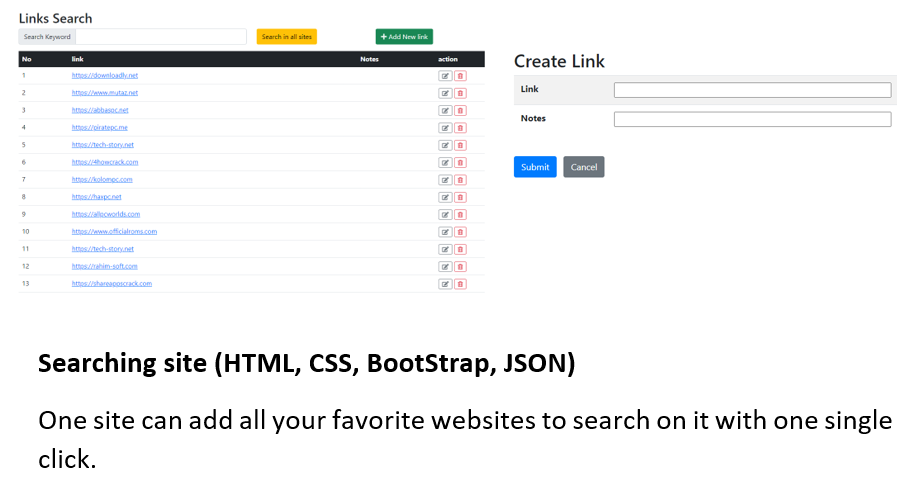 Links Search
Search Keyword Search in all sites + Add New link
No link Notes action
1 https://downloadly.net
2 https://www.mutaz.net
3 https://abbaspc.net
4 https://piratepc.me
5 https://tech-story.net
6 https://4howcrack.com
7 https://kolompc.com
8 https://haxpc.net
9 https://allpcworlds.com
10 https://www.officialroms.com
11 https://tech-story.net
12 https://rahim-soft.com
13 https://shareappscrack.com
Create Link
Link
Notes
Submit Cancel
Searching site (HTML, CSS, BootStrap, JSON)
One site can add all your favorite websites to search on it with one single
click.